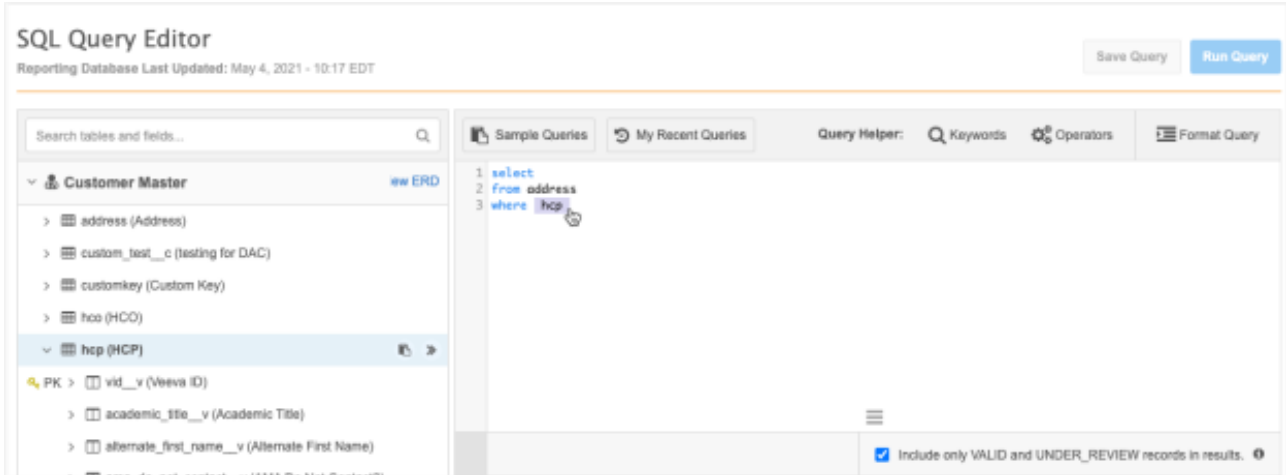 SQL Query Editor
Reporting Database Last Updated: May 4, 2021 - 10:17 EDT
Save Query
Run Query
Search tables and fields...
Customer Master
ew ERD
address (Address)
custom_test__c (testing for DAC)
customkey (Custom Key)
hco (HCO)
hcp (HCP)
PK
vid__v (Veeva ID)
academic_title__v (Academic Title)
alternate_first_name__v (Alternate First Name)
Sample Queries
My Recent Queries
Query Helper:
Keywords
Operators
Format Query
1 select
2 from address
3 where hcp
Include only VALID and UNDER_REVIEW records in results.